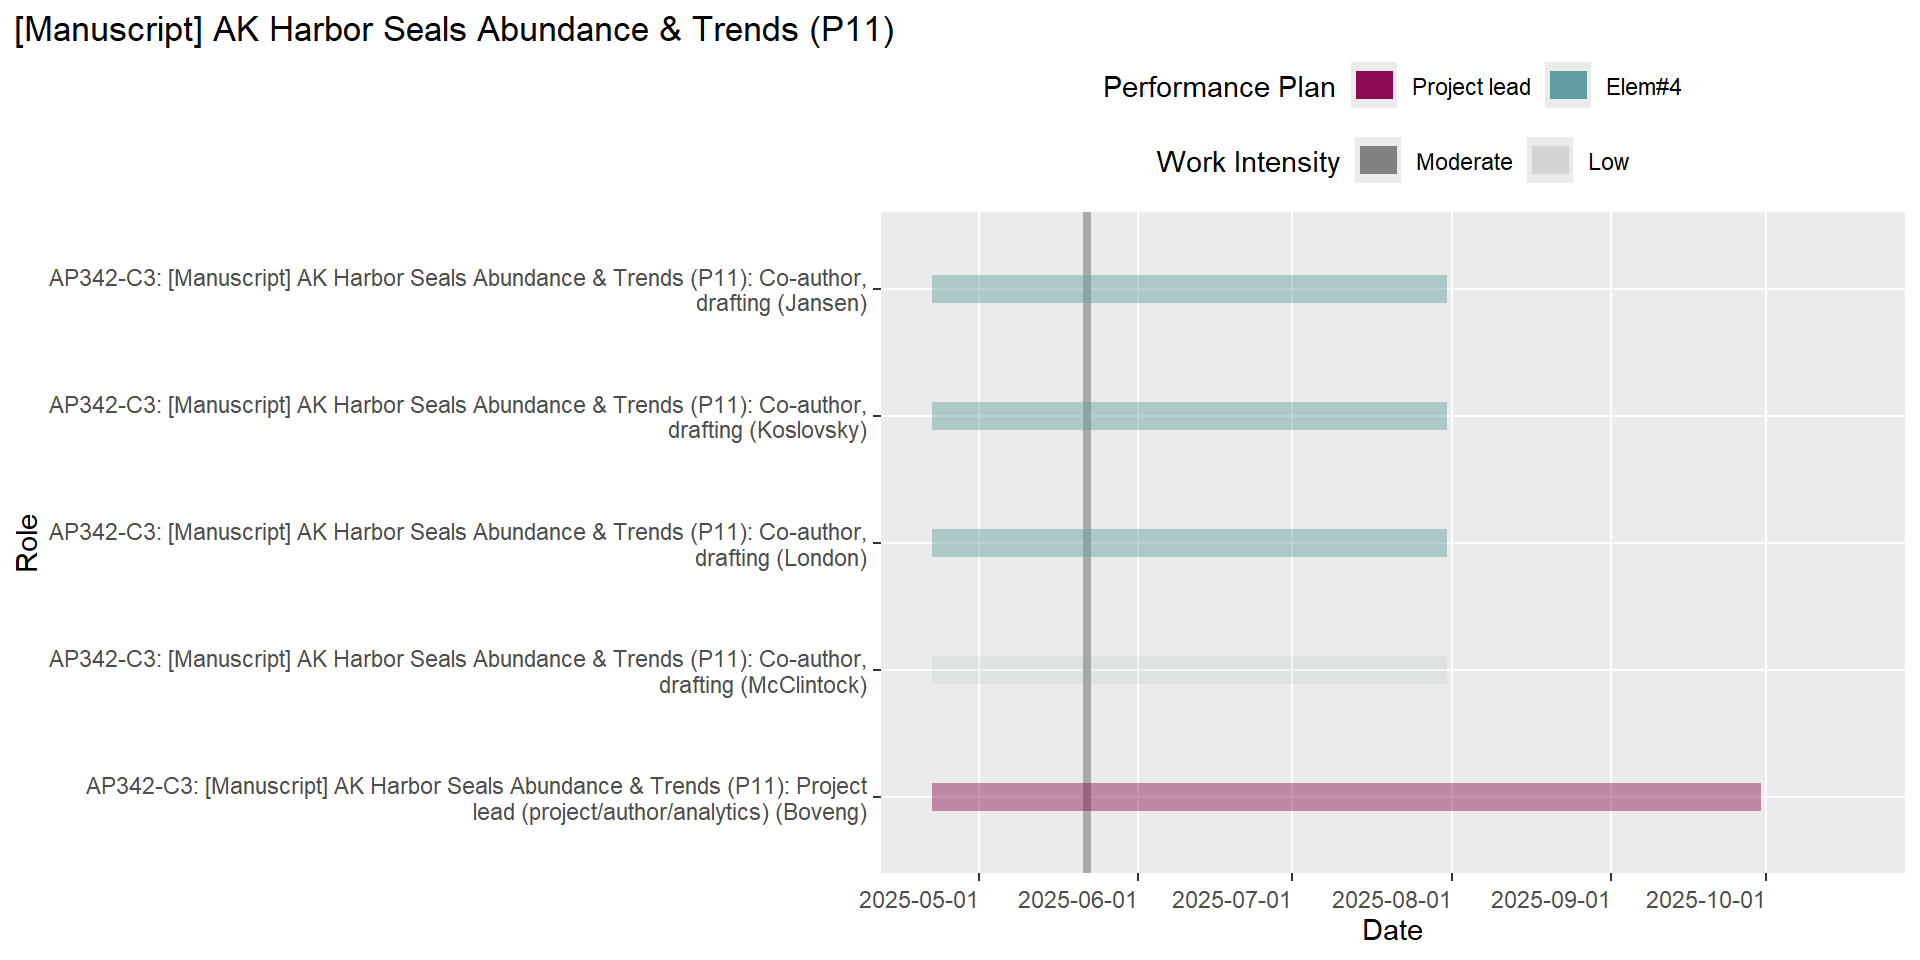 [Manuscript] AK Harbor Seals Abundance & Trends (P11)
Performance Plan Project lead Elem#4
Work Intensity Moderate Low
AP342-C3: [Manuscript] AK Harbor Seals Abundance & Trends (P11): Co-author,
drafting (Jansen)
AP342-C3: [Manuscript] AK Harbor Seals Abundance & Trends (P11): Co-author,
drafting (Koslovsky)
Role
AP342-C3: [Manuscript] AK Harbor Seals Abundance & Trends (P11): Co-author,
drafting (London)
AP342-C3: [Manuscript] AK Harbor Seals Abundance & Trends (P11): Co-author,
drafting (McClintock)
AP342-C3: [Manuscript] AK Harbor Seals Abundance & Trends (P11): Project
lead (project/author/analytics) (Boveng)
2025-05-01 2025-06-01 2025-07-01 2025-08-01 2025-09-01 2025-10-01
Date